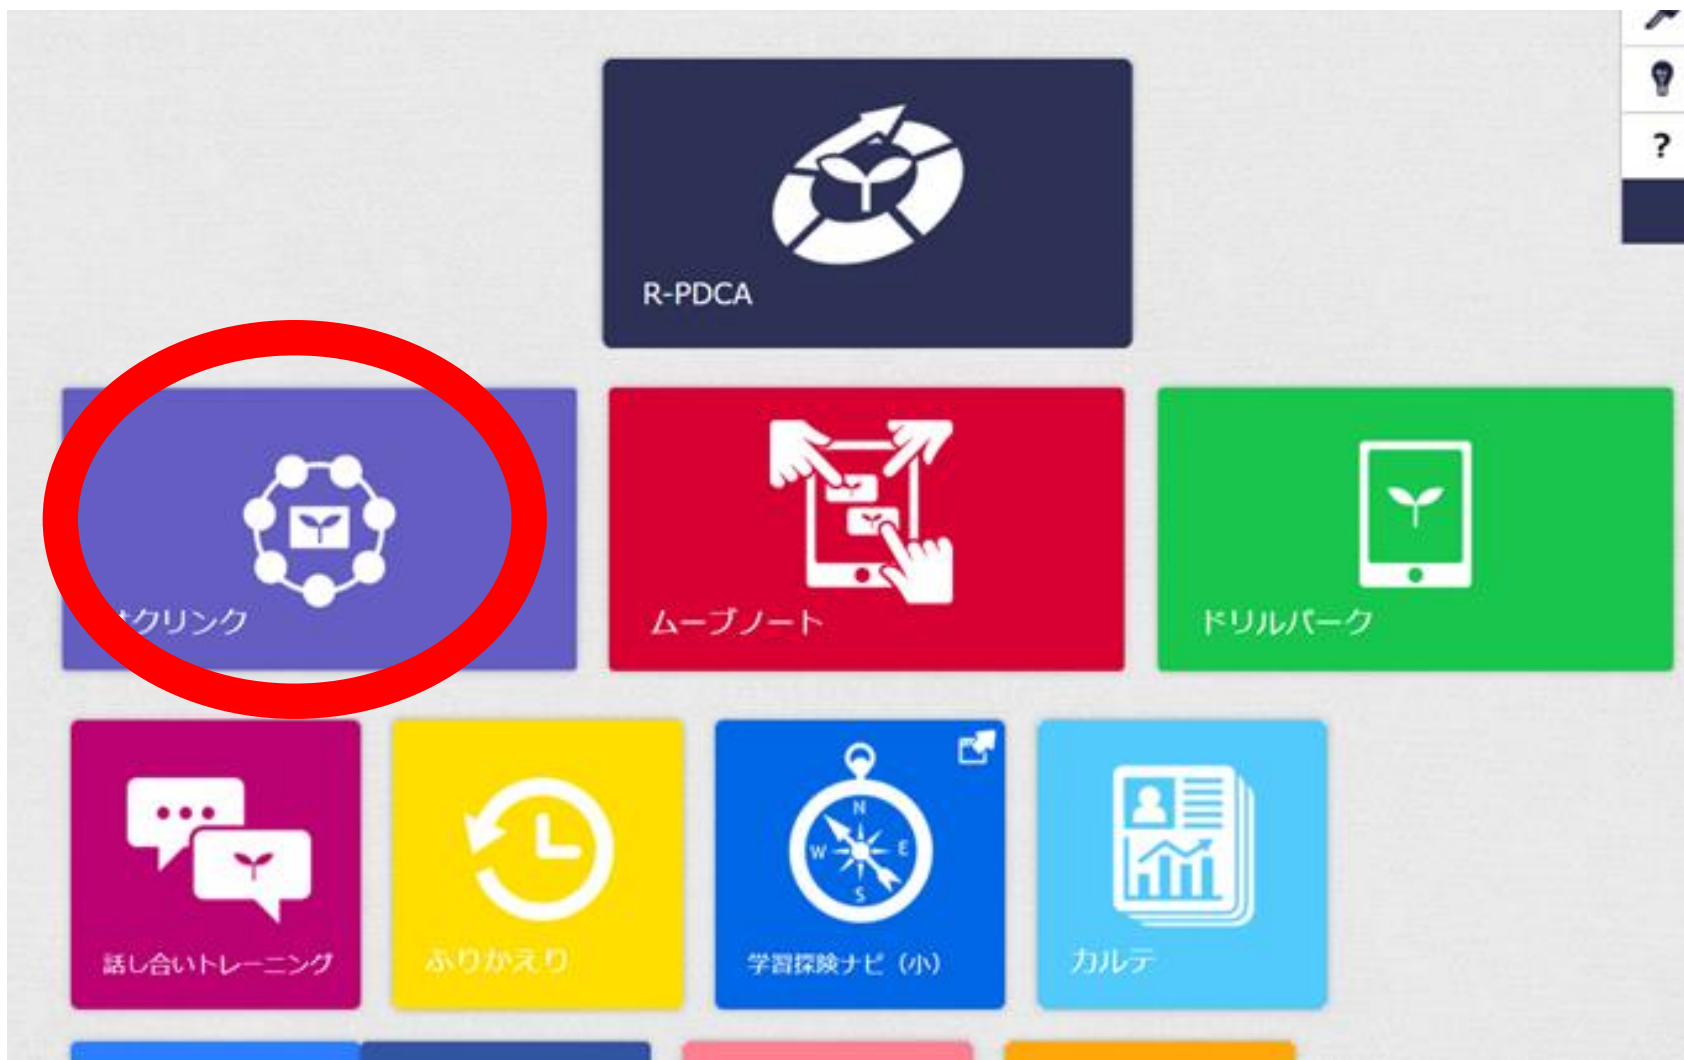 ?
R-PDCA
オクリンク
ムーブノート
ドリルパーク
N
W E
S
話し合いトレーニング
ふりかえり
学習探険ナビ（小）
カルテ